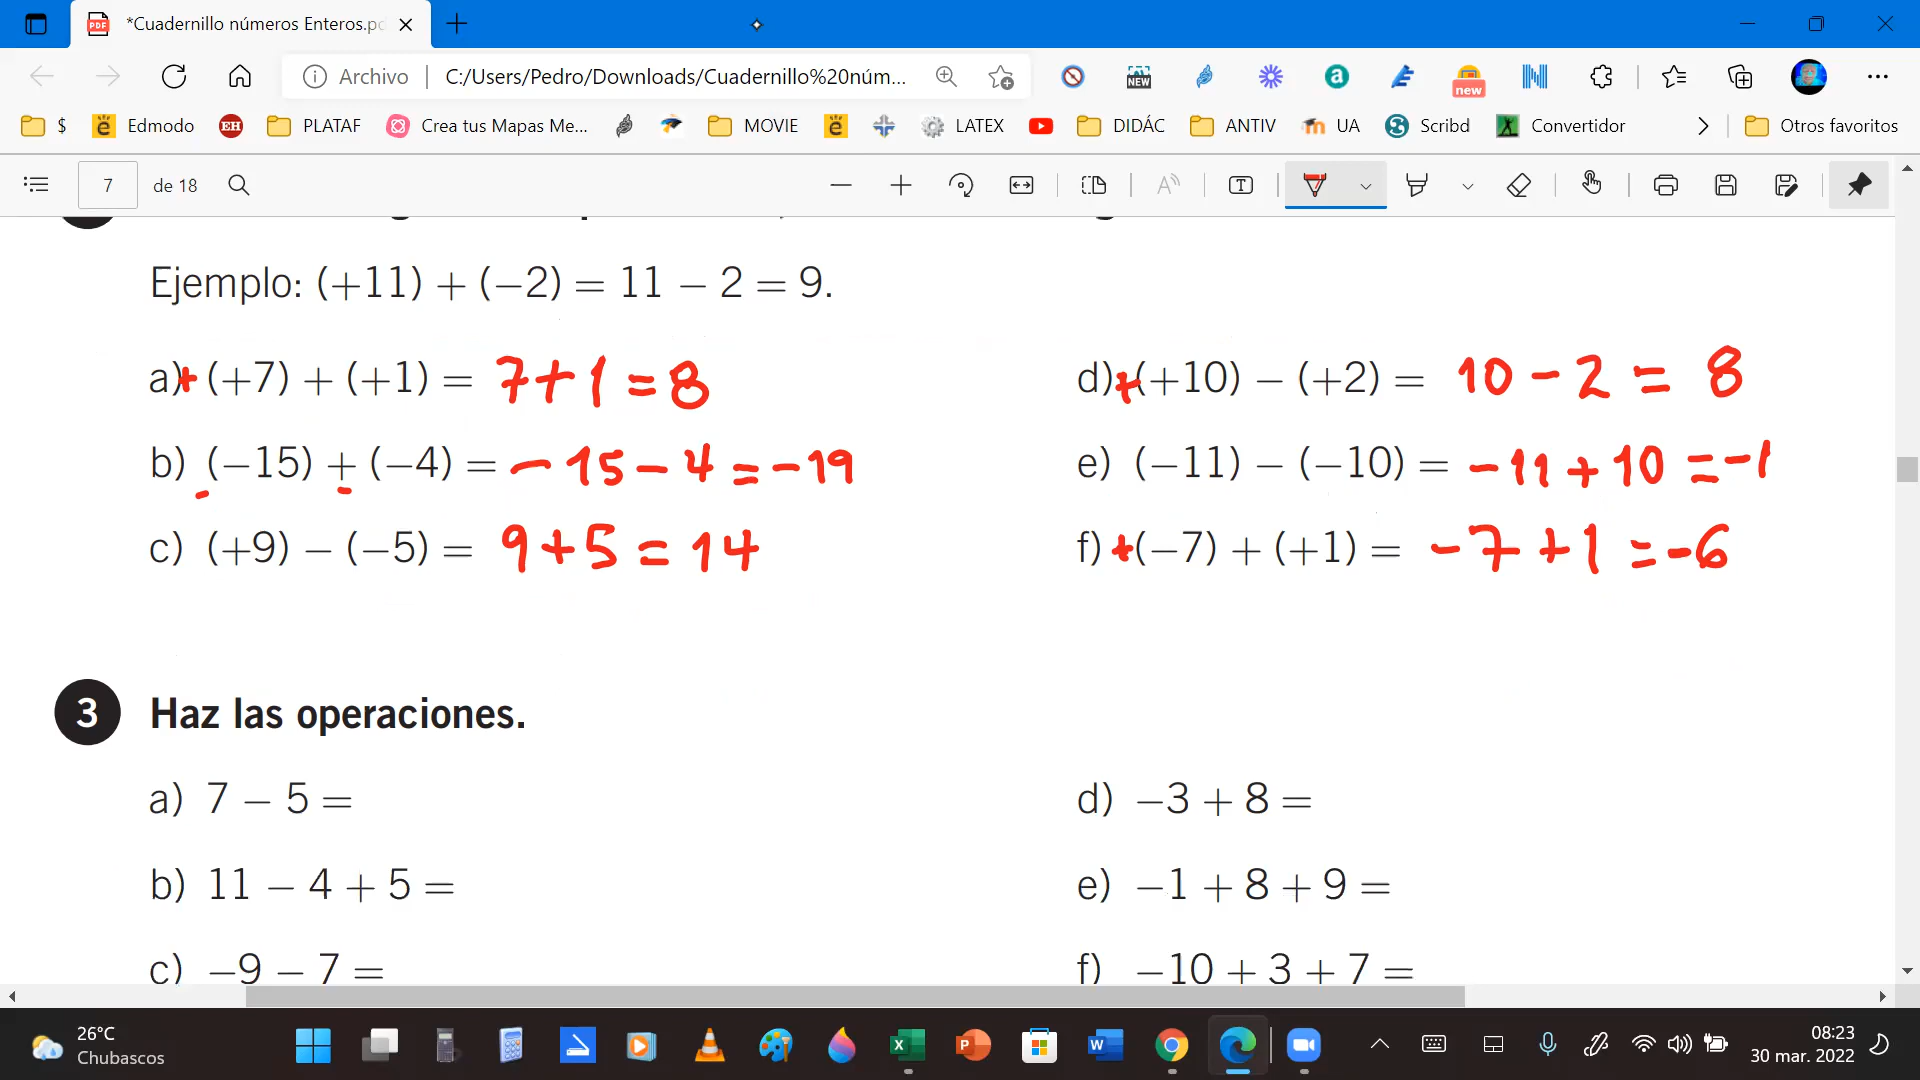 *Cuadernillo números Enteros.pd
Archivo C:/Users/Pedro/Downloads/Cuadernillo%20núm...
NEW
a
new
N
$
Edmodo
EH
PLATAF
Crea tus Mapas Me...
MOVIE
LATEX
DIDÁC
ANTIV
UA
Scribd
Convertidor
Otros favoritos
7 de 18
Ejemplo: (+11) + (−2) = 11 − 2 = 9.
a) + (+7) + (+1) = 7 + 1 = 8
b) (−15) + (−4) = − 15 − 4 = −19
c) (+9) − (−5) = 9 + 5 = 14
d) + (+10) − (+2) = 10 − 2 = 8
e) (−11) − (−10) = − 11 + 10 = −1
f) + (−7) + (+1) = − 7 + 1 = −6
3 Haz las operaciones.
a) 7 − 5 =
b) 11 − 4 + 5 =
c) −9 − 7 =
d) −3 + 8 =
e) −1 + 8 + 9 =
f) −10 + 3 + 7 =
26°C
Chubascos
08:23
30 mar. 2022